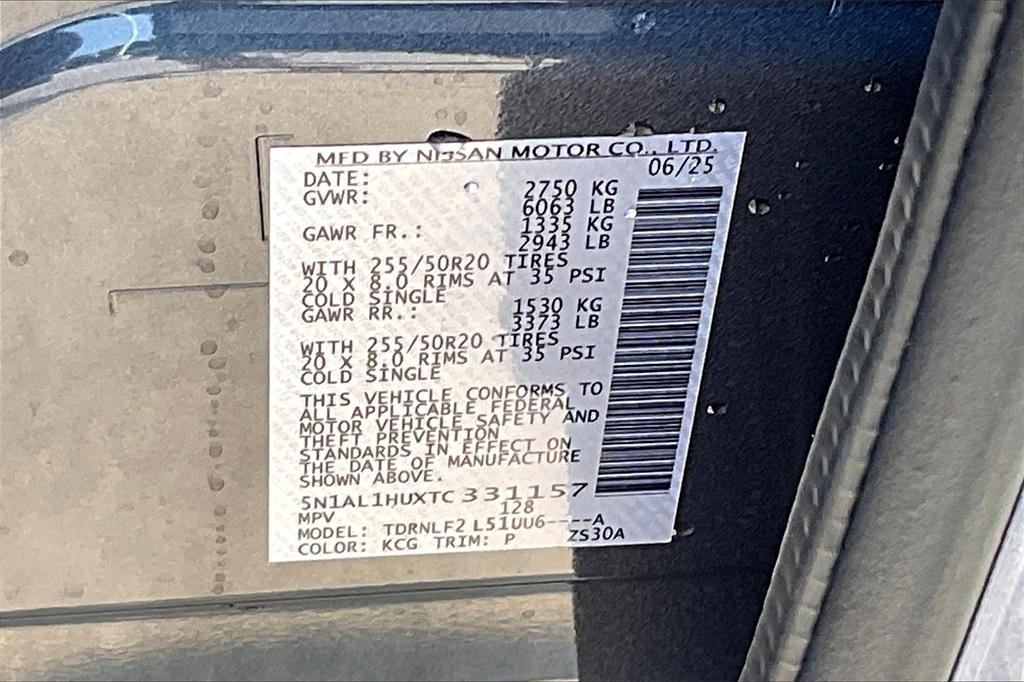 MFD BY NISSAN MOTOR CO., LTD.
DATE: 06/25
GVWR: 2750 KG
6063 LB
GAWR FR.: 1335 KG
2943 LB
WITH 255/50R20 TIRES
20 X 8.0 RIMS AT 35 PSI
COLD SINGLE
GAWR RR.: 1530 KG
3373 LB
WITH 255/50R20 TIRES
20 X 8.0 RIMS AT 35 PSI
COLD SINGLE
THIS VEHICLE CONFORMS TO
ALL APPLICABLE FEDERAL
MOTOR VEHICLE SAFETY AND
THEFT PREVENTION
STANDARDS IN EFFECT ON
THE DATE OF MANUFACTURE
SHOWN ABOVE.
5N1AL1HUXTC331157
MPV 128
MODEL: TDRNLF2 L51UU6----A
COLOR: KCG TRIM: P ZS30A